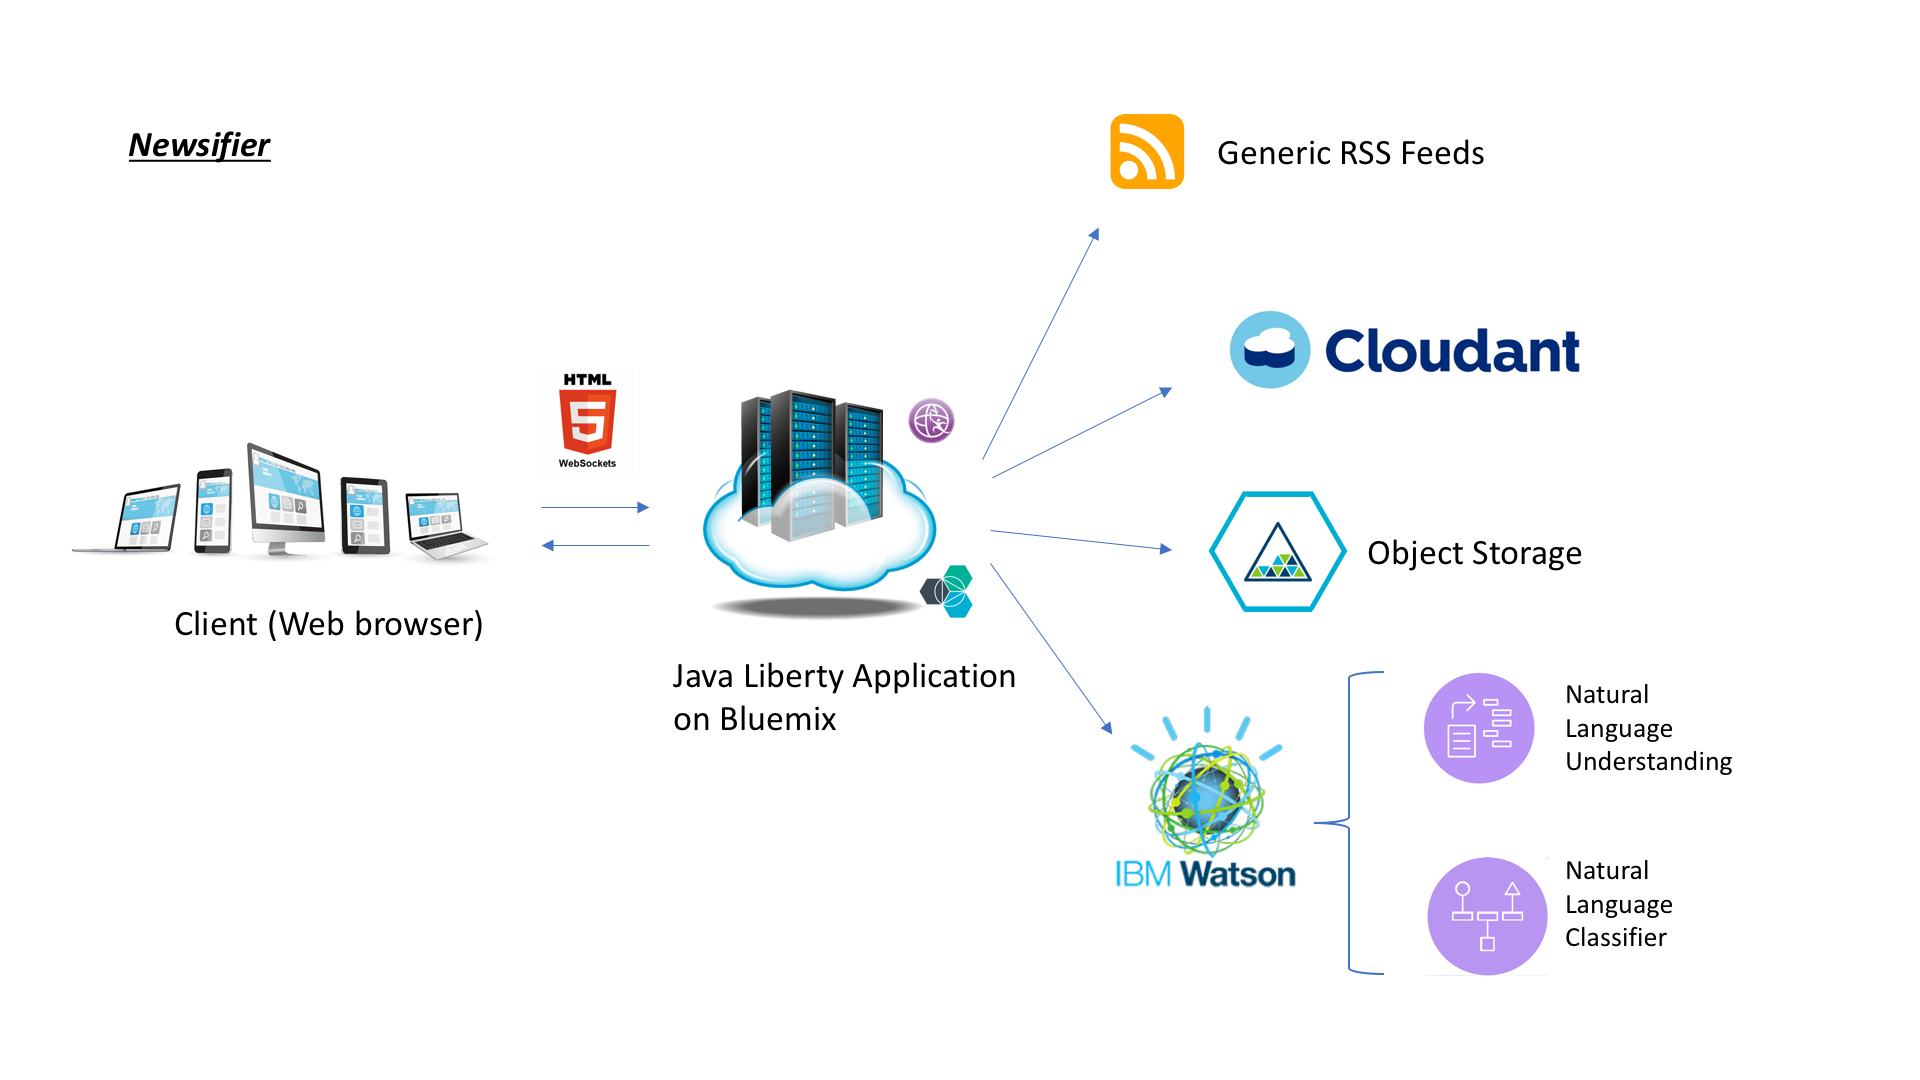 Newsifier
Generic RSS Feeds
Cloudant
HTML
5
WebSockets
Client (Web browser)
Java Liberty Application
on Bluemix
Object Storage
IBM Watson
Natural
Language
Understanding
Natural
Language
Classifier